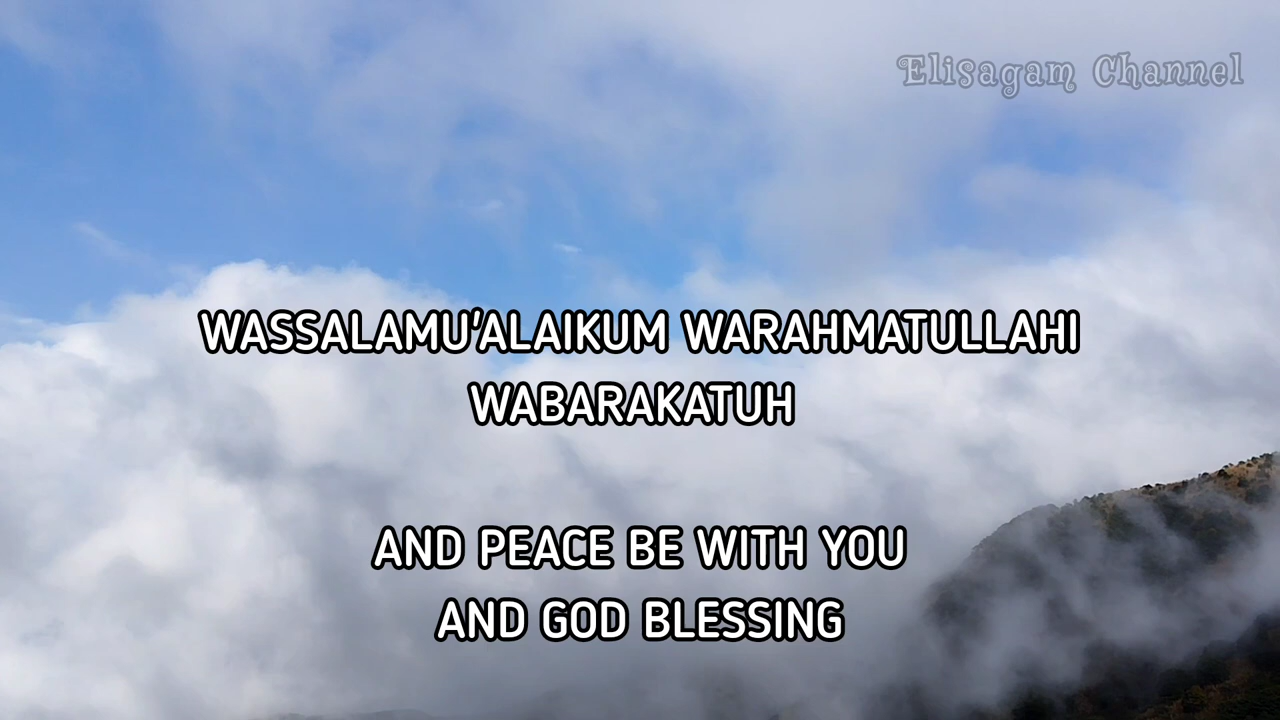 Elisagam Channel
WASSALAMU'ALAIKUM WARAHMATULLAHI
WABARAKATUH
AND PEACE BE WITH YOU
AND GOD BLESSING